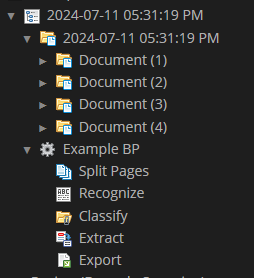 2024-07-11 05:31:19 PM
2024-07-11 05:31:19 PM
Document (1)
Document (2)
Document (3)
Document (4)
Example BP
Split Pages
ABC Recognize
Classify
Extract
Export